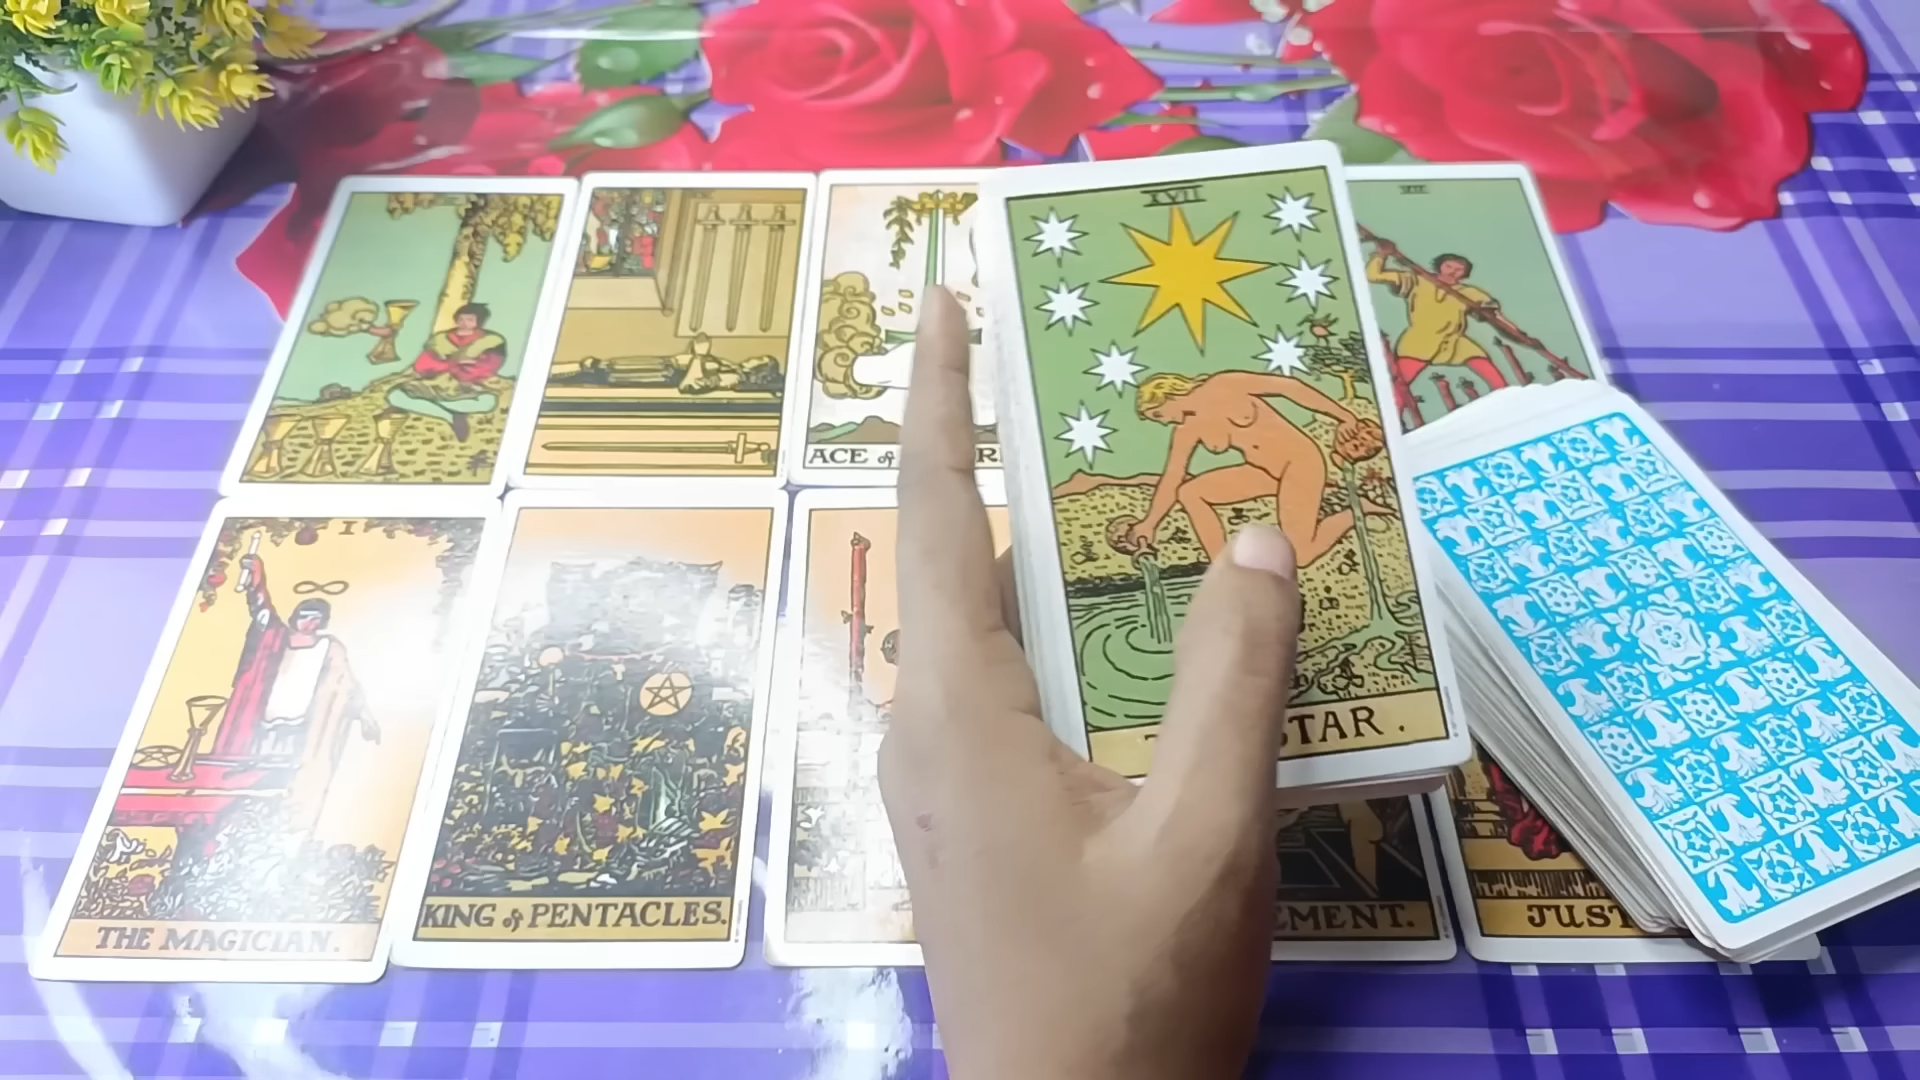 XVII
ACE of
STAR.
I
THE MAGICIAN.
KING of PENTACLES.
EMENT.
JUST